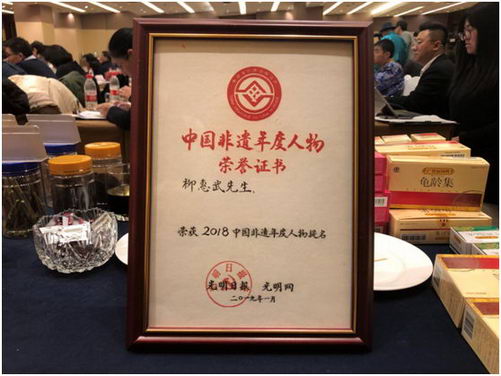 中国非遗年度人物
荣誉证书
柳惠武先生:
荣获 2018 中国非遗年度人物提名
光明日报 光明网
二〇一九年一月
龟龄集